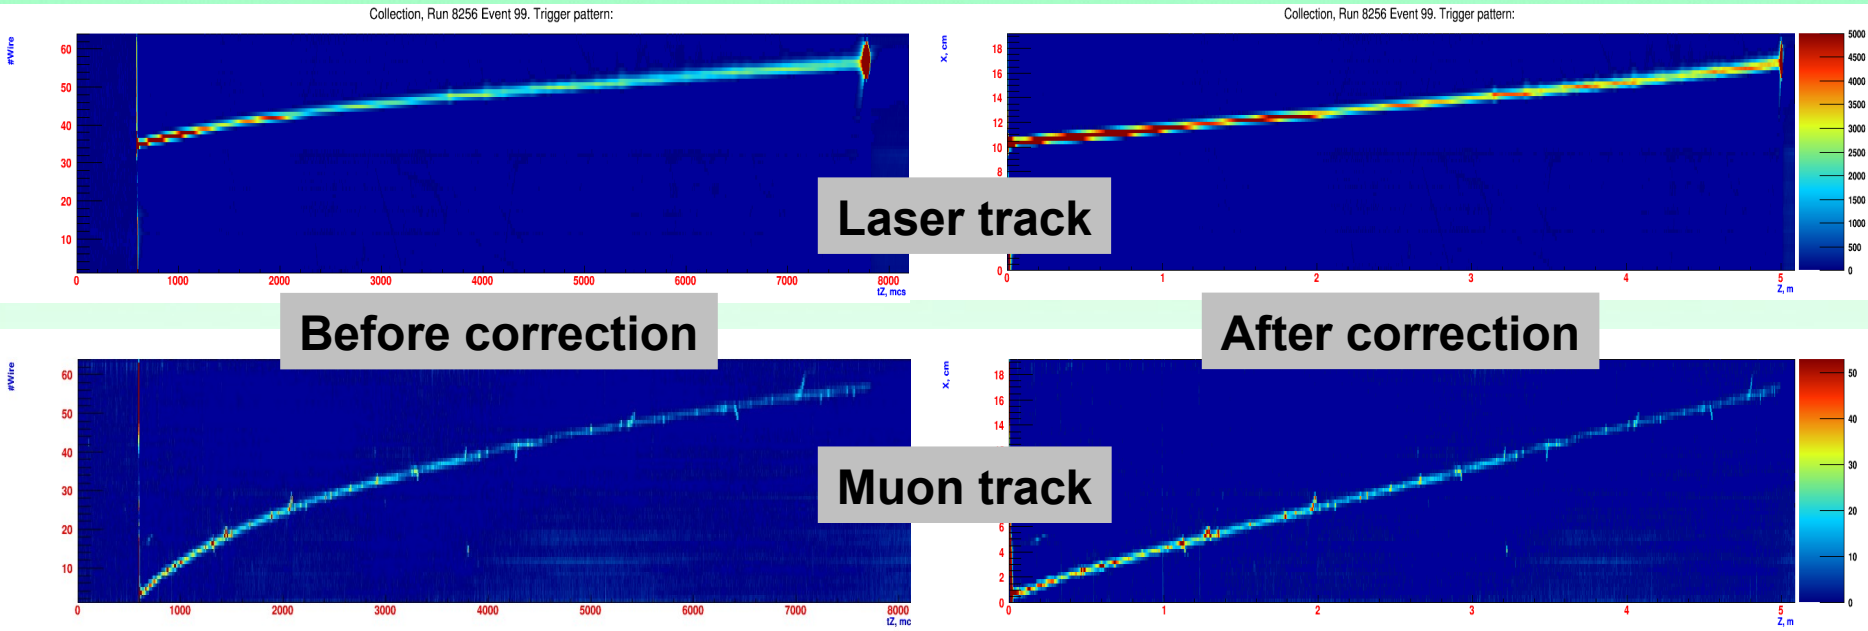 Collection, Run 8256 Event 99. Trigger pattern:
#Wire
60
50
40
30
20
10
0 1000 2000 3000 4000 5000 6000 7000 8000
tZ, mcs
Collection, Run 8256 Event 99. Trigger pattern:
X, cm
18
16
14
12
10
8
0
0 1 2 3 4 5
Z, m
5000
4500
4000
3500
3000
2500
2000
1500
1000
500
0
Laser track
Before correction
After correction
#Wire
60
50
40
30
20
10
0 1000 2000 3000 4000 5000 6000 7000 8000
tZ, mc
X, cm
18
16
14
6
4
2
0
0 1 2 3 4 5
Z, m
50
40
30
20
10
0
Muon track